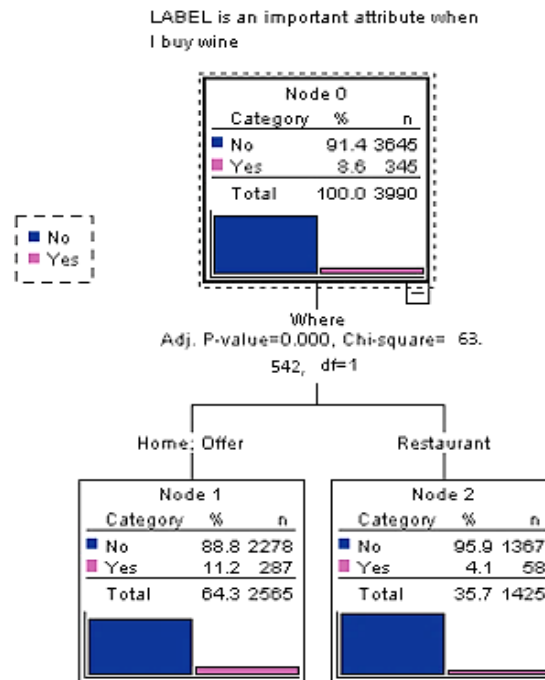 LABEL is an important attribute when
I buy wine
Node 0
Category % n
No 91.4 3645
Yes 8.6 345
Total 100.0 3990
No
Yes
Where
Adj. P-value=0.000, Chi-square= 63.
542, df=1
Home; Offer
Restaurant
Node 1
Category % n
No 88.8 2278
Yes 11.2 287
Total 64.3 2565
Node 2
Category % n
No 95.9 1367
Yes 4.1 58
Total 35.7 1425